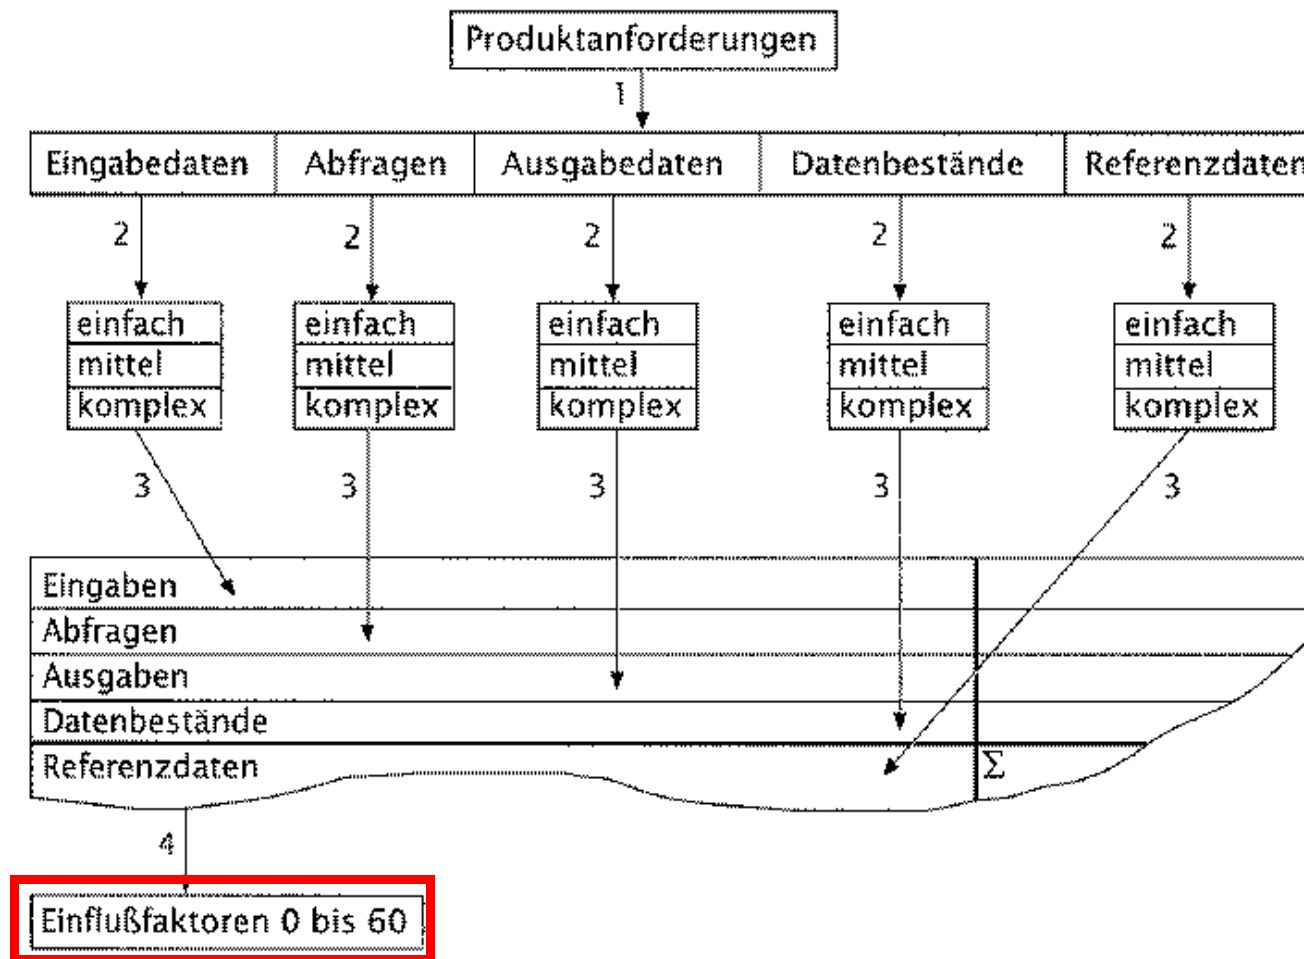 Produktanforderungen
1
Eingabedaten Abfragen Ausgabedaten Datenbestände Referenzdaten
2 2 2 2 2
einfach einfach einfach einfach einfach
mittel mittel mittel mittel mittel
komplex komplex komplex komplex komplex
3 3 3 3 3
Eingaben
Abfragen
Ausgaben
Datenbestände
Referenzdaten Σ
4
Einflußfaktoren 0 bis 60